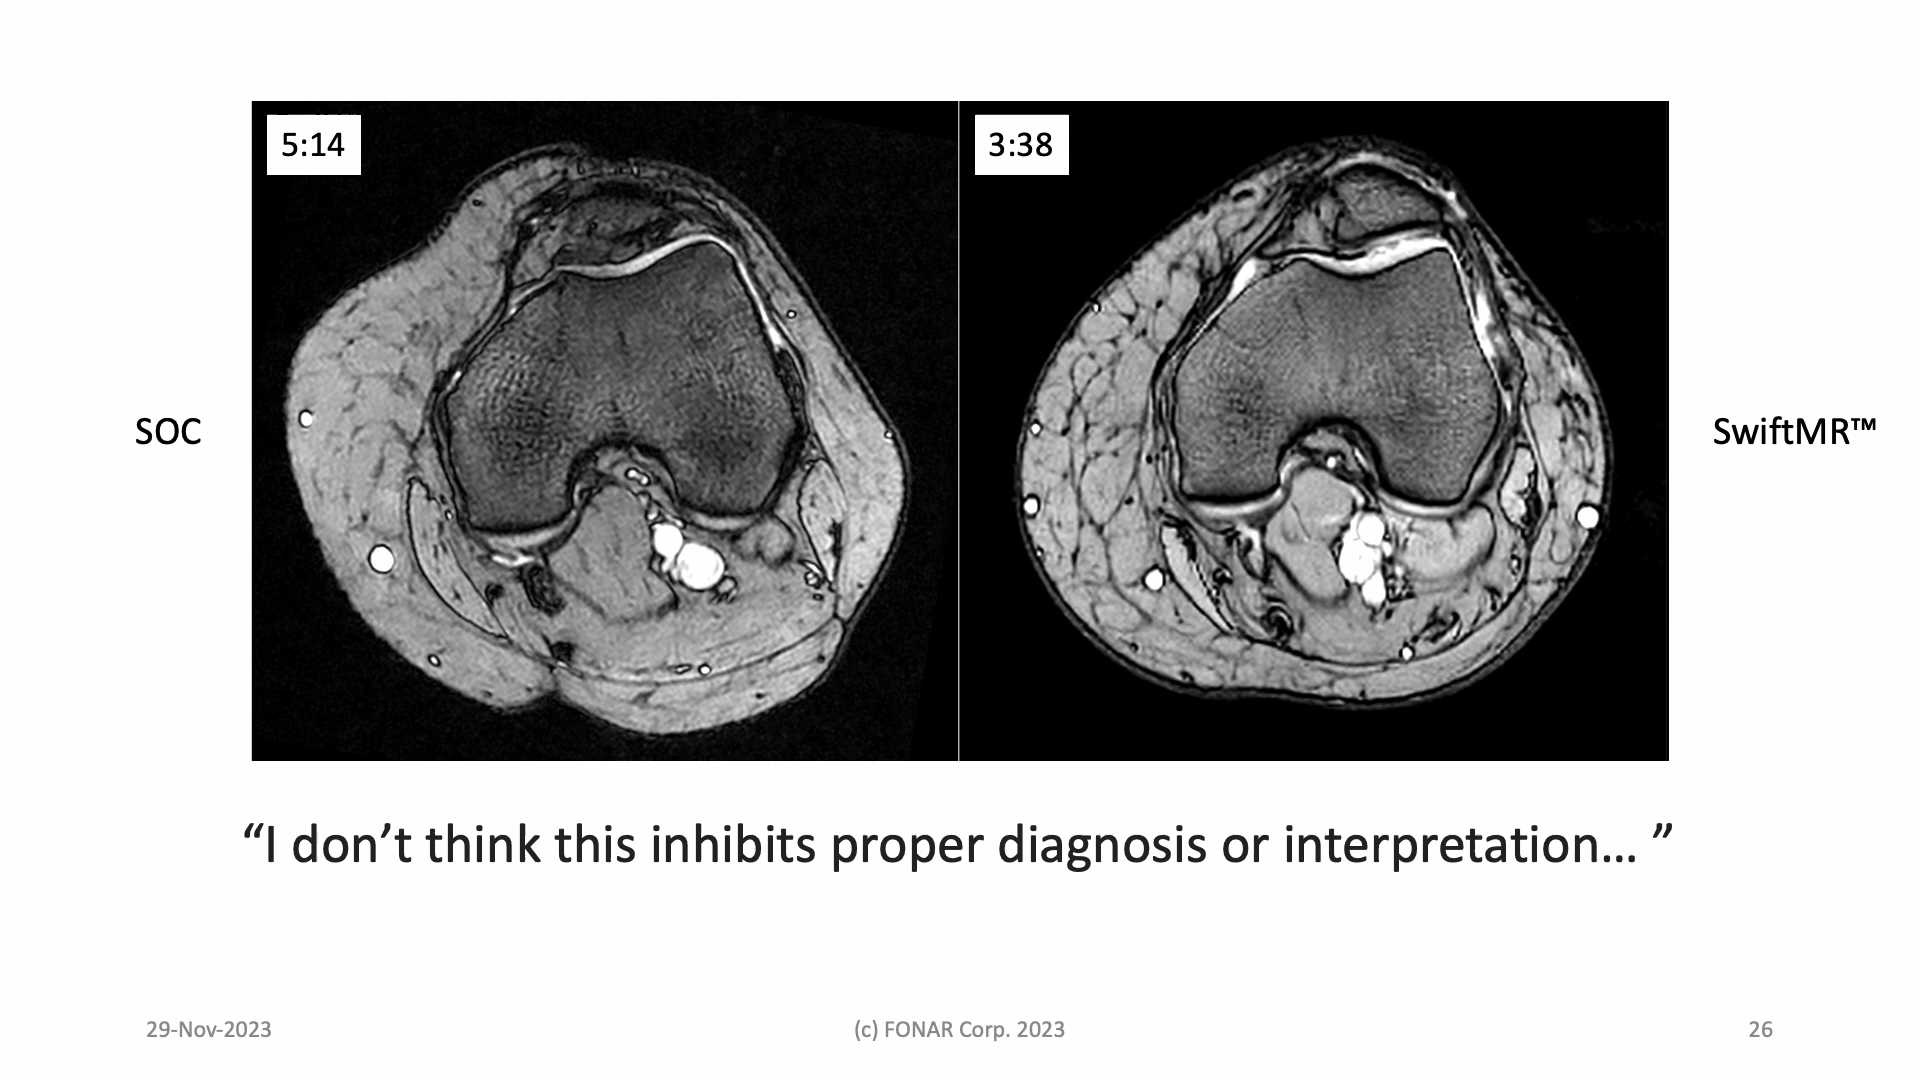 5:14
3:38
SOC
SwiftMR™
“I don’t think this inhibits proper diagnosis or interpretation… ”
29-Nov-2023
(c) FONAR Corp. 2023
26